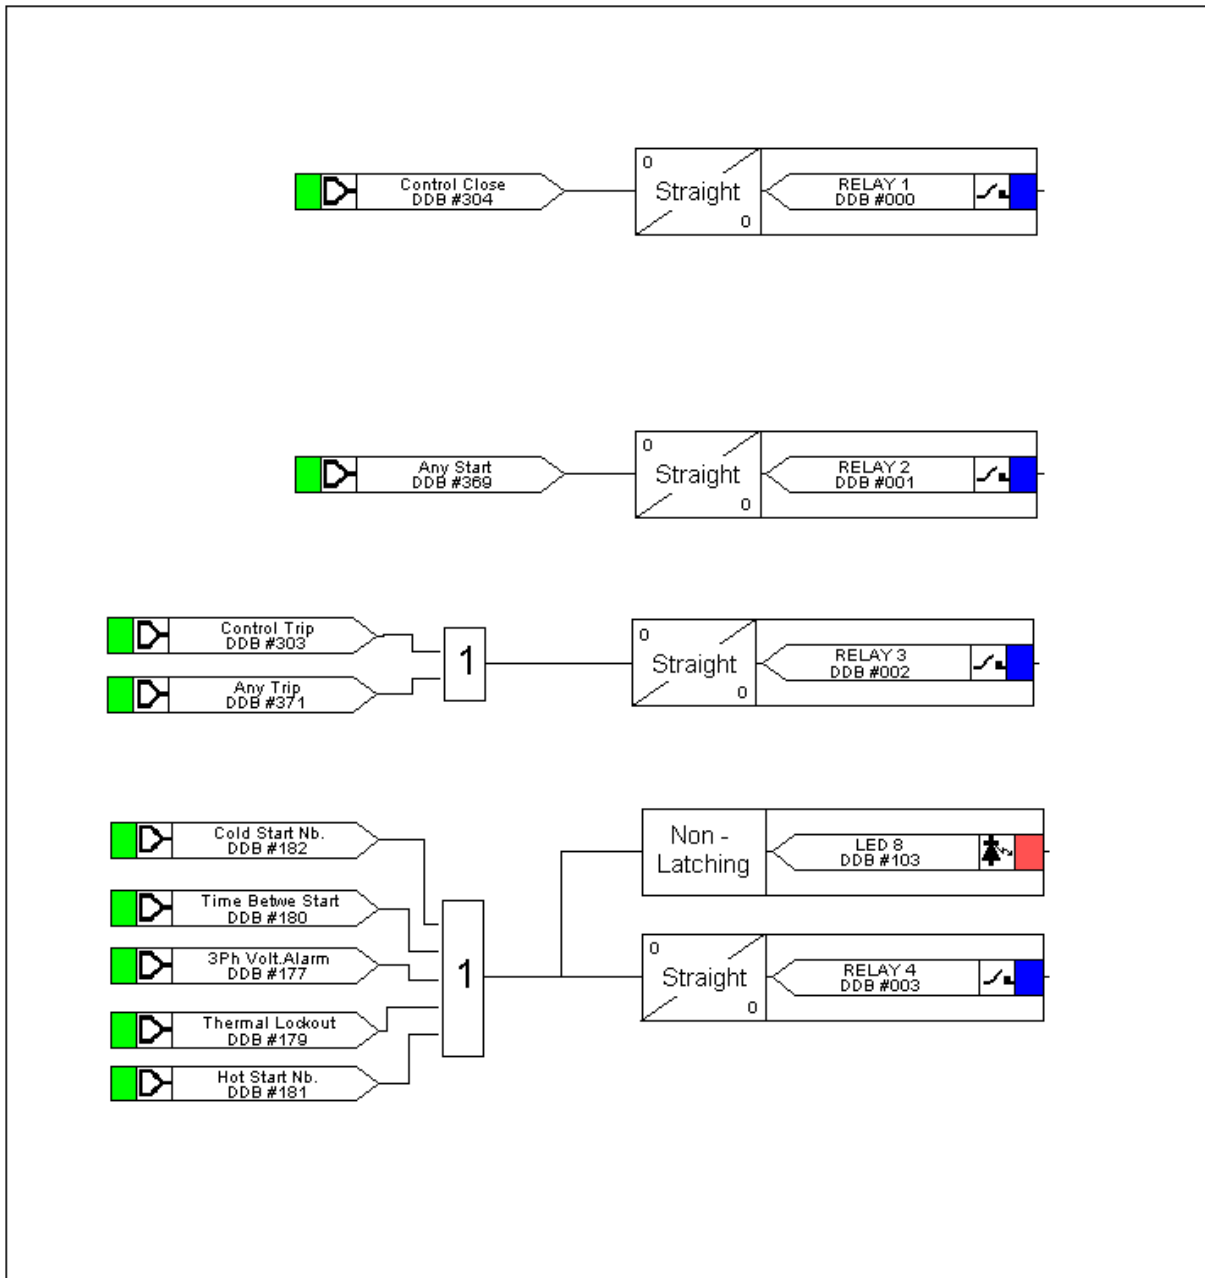 Control Close
DDB #304
0
Straight
0
RELAY 1
DDB #000
Any Start
DDB #369
0
Straight
0
RELAY 2
DDB #001
Control Trip
DDB #303
Any Trip
DDB #371
1
0
Straight
0
RELAY 3
DDB #002
Cold Start Nb.
DDB #182
Time Betwe Start
DDB #180
3Ph Volt.Alarm
DDB #177
Thermal Lockout
DDB #179
Hot Start Nb.
DDB #181
1
Non -
Latching
LED 8
DDB #103
0
Straight
0
RELAY 4
DDB #003